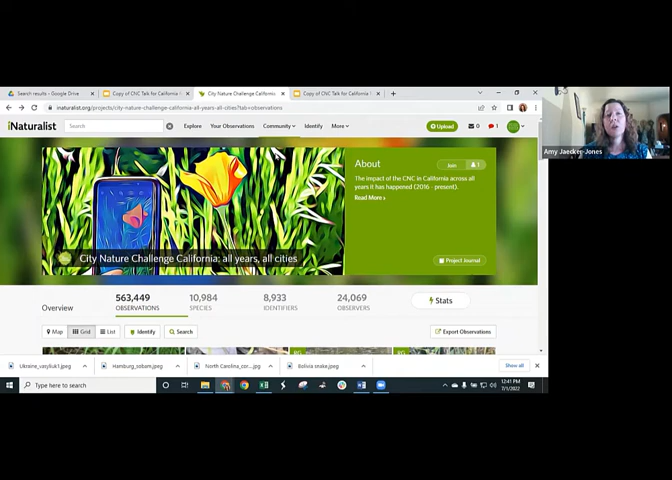 Search results - Google Drive
Copy of CNC Talk for California I
City Nature Challenge California:
Copy of CNC Talk for California I
inaturalist.org/projects/city-nature-challenge-california-all-years-all-cities?tab=observations
iNaturalist
Search
Explore
Your Observations
Community
Identify
More
Upload
1
City Nature Challenge California: all years, all cities
About
Join
1
The impact of the CNC in California across all
years it has happened (2016 - present).
Read More
Project Journal
Overview
563,449
OBSERVATIONS
10,984
SPECIES
8,933
IDENTIFIERS
24,069
OBSERVERS
Stats
Map
Grid
List
Identify
Search
Export Observations
Ukraine_vasyliuk1.jpeg
Hamburg_sobum.jpeg
North Carolina_cor....jpg
Bolivia snake.jpeg
Show all
Type here to search
12:41 PM
7/1/2022
Amy Jaecker-Jones